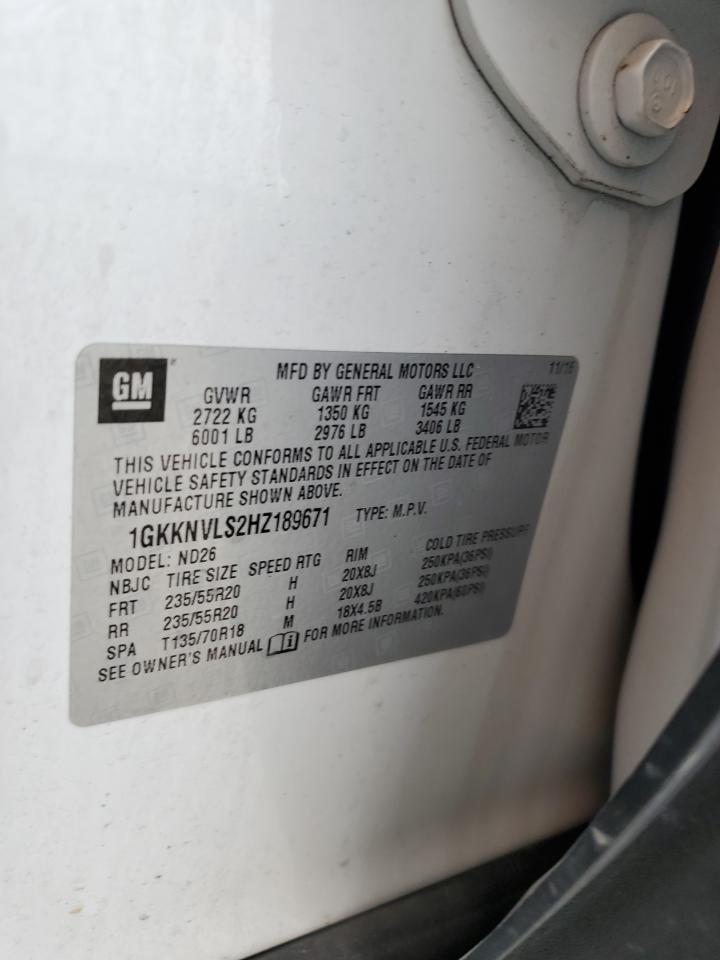 GM
MFD BY GENERAL MOTORS LLC 11/16
GVWR GAWR FRT GAWR RR
2722 KG 1350 KG 1545 KG
6001 LB 2976 LB 3406 LB
THIS VEHICLE CONFORMS TO ALL APPLICABLE U.S. FEDERAL MOTOR
VEHICLE SAFETY STANDARDS IN EFFECT ON THE DATE OF
MANUFACTURE SHOWN ABOVE.
1GKKNVLS2HZ189671 TYPE: M.P.V.
MODEL: ND26
NBJC TIRE SIZE SPEED RTG RIM COLD TIRE PRESSURE
FRT 235/55R20 H 20X8J 250KPA(36PSI)
RR 235/55R20 H 20X8J 250KPA(36PSI)
SPA T135/70R18 M 18X4.5B 420KPA(60PSI)
SEE OWNER'S MANUAL FOR MORE INFORMATION.